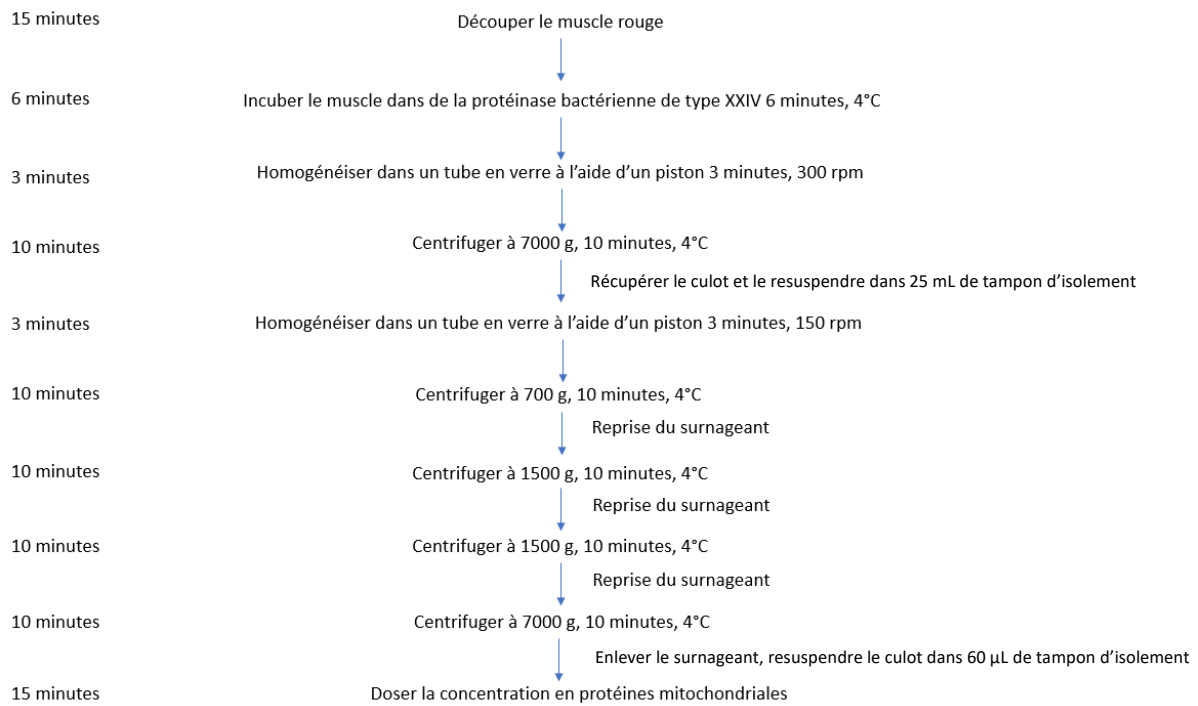 15 minutes
Découper le muscle rouge
6 minutes
Incuber le muscle dans de la protéinase bactérienne de type XXIV 6 minutes, 4°C
3 minutes
Homogénéiser dans un tube en verre à l’aide d’un piston 3 minutes, 300 rpm
10 minutes
Centrifuger à 7000 g, 10 minutes, 4°C
Récupérer le culot et le resuspendre dans 25 mL de tampon d’isolement
3 minutes
Homogénéiser dans un tube en verre à l’aide d’un piston 3 minutes, 150 rpm
10 minutes
Centrifuger à 700 g, 10 minutes, 4°C
Reprise du surnageant
10 minutes
Centrifuger à 1500 g, 10 minutes, 4°C
Reprise du surnageant
10 minutes
Centrifuger à 1500 g, 10 minutes, 4°C
Reprise du surnageant
10 minutes
Centrifuger à 7000 g, 10 minutes, 4°C
Enlever le surnageant, resuspendre le culot dans 60 µL de tampon d’isolement
15 minutes
Doser la concentration en protéines mitochondriales